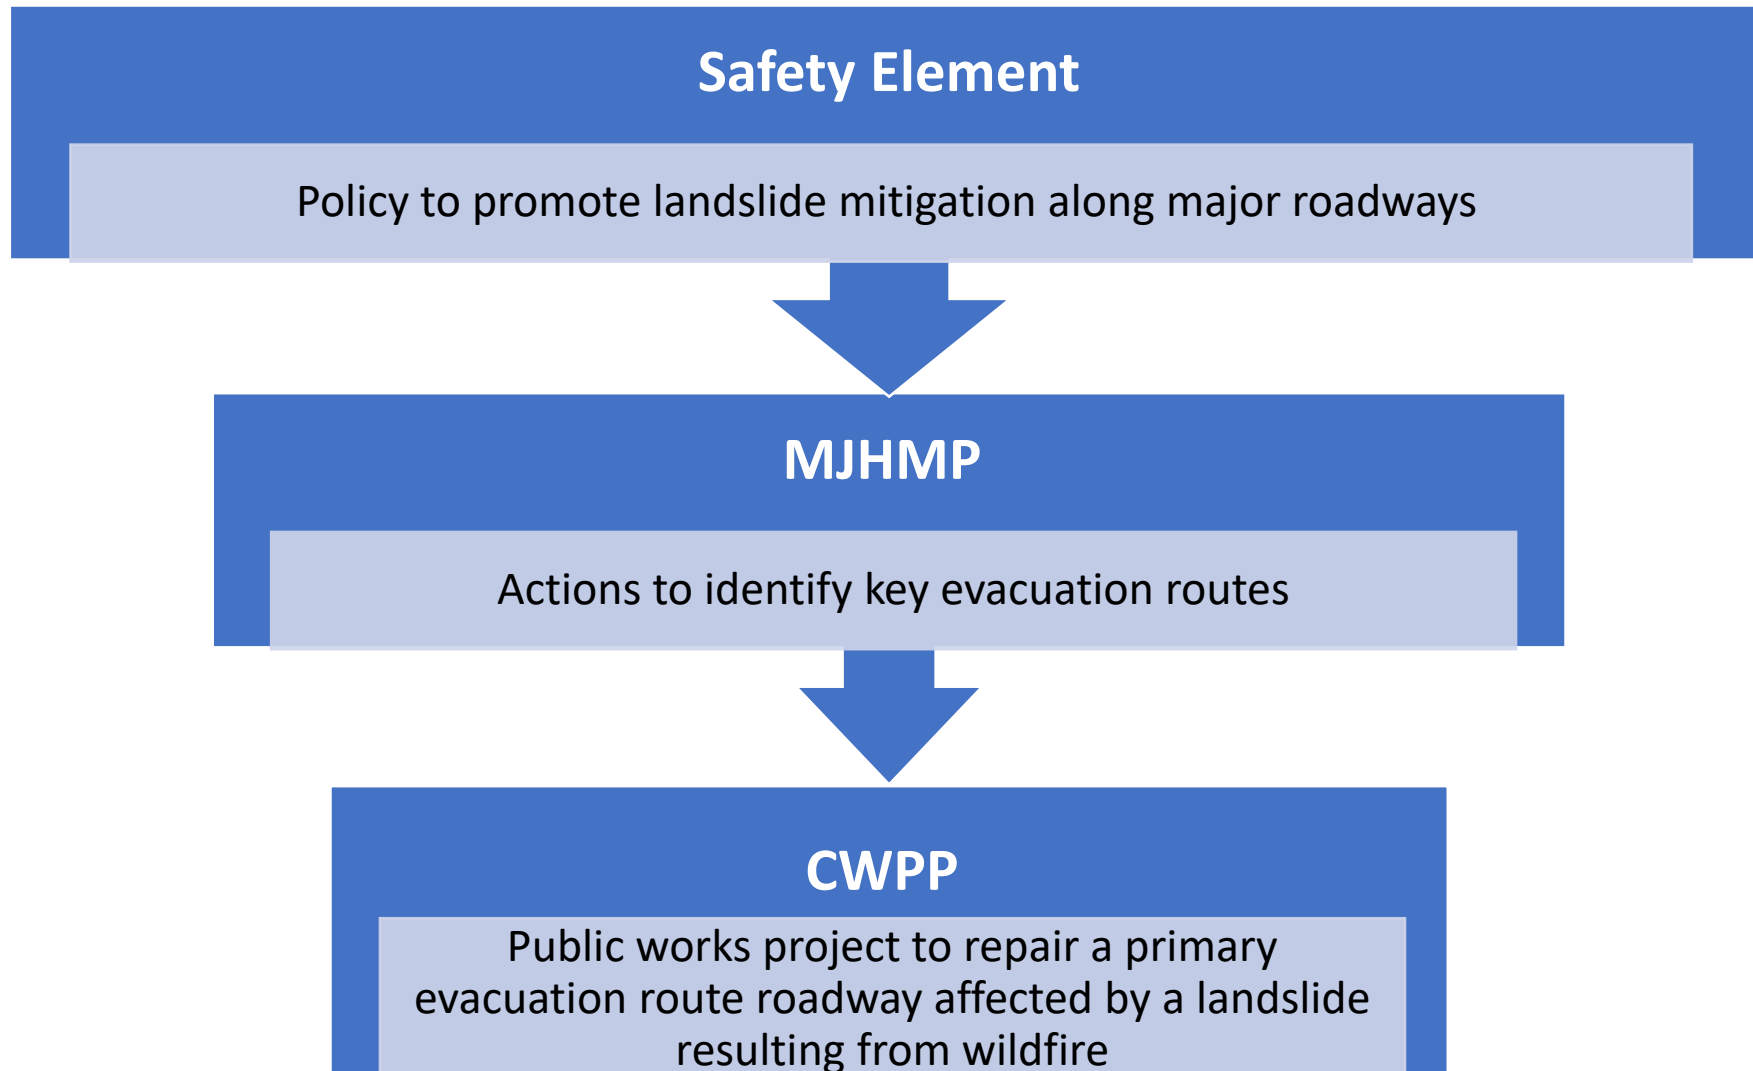 Safety Element
Policy to promote landslide mitigation along major roadways
MJHMP
Actions to identify key evacuation routes
CWPP
Public works project to repair a primary
evacuation route roadway affected by a landslide
resulting from wildfire